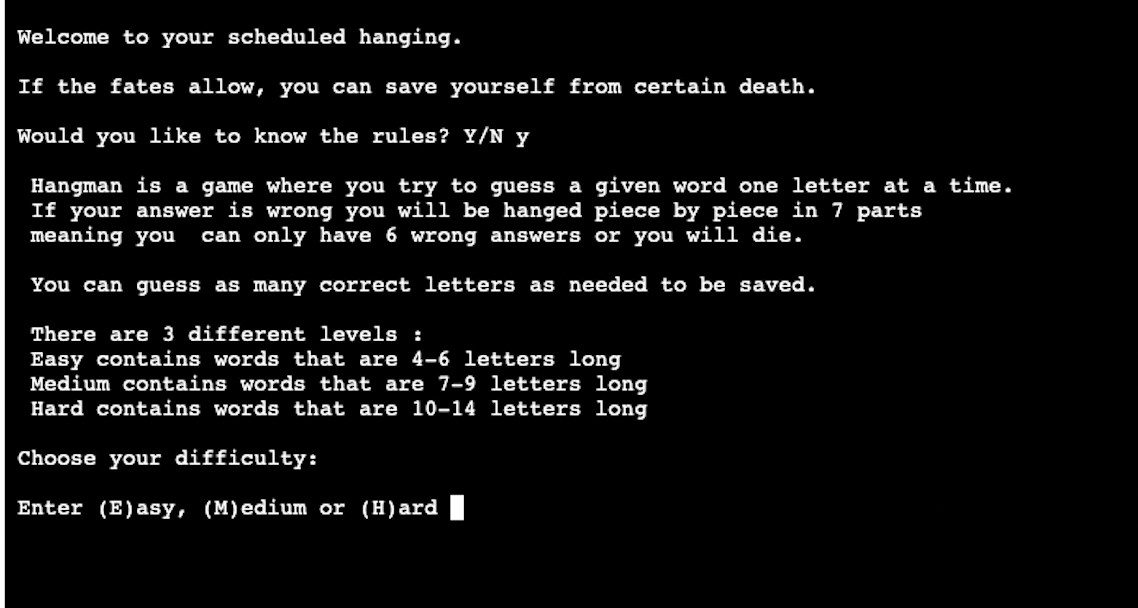 Welcome to your scheduled hanging.
If the fates allow, you can save yourself from certain death.
Would you like to know the rules? Y/N y
Hangman is a game where you try to guess a given word one letter at a time.
If your answer is wrong you will be hanged piece by piece in 7 parts
meaning you  can only have 6 wrong answers or you will die.
You can guess as many correct letters as needed to be saved.
There are 3 different levels :
Easy contains words that are 4-6 letters long
Medium contains words that are 7-9 letters long
Hard contains words that are 10-14 letters long
Choose your difficulty:
Enter (E)asy, (M)edium or (H)ard